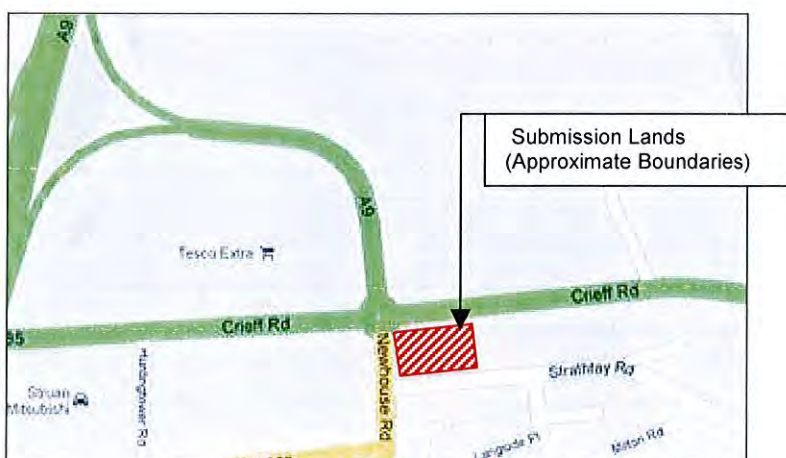 A9
Submission Lands
(Approximate Boundaries)
A9
Tesco Extra
Crieff Rd
Crieff Rd
Newhouse Rd
Strathtay Rd
Huntingtower Rd
Struan
Mitsubishi
Langside Pl
Milton Rd